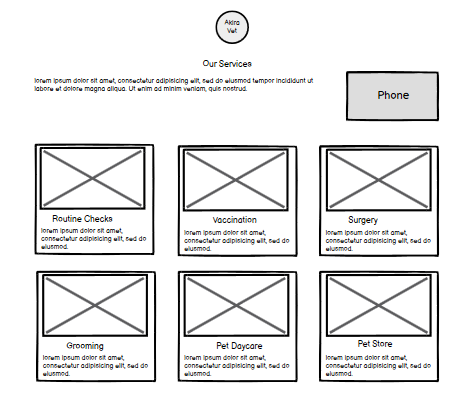 Akira
Vet
Our Services
lorem ipsum dolor sit amet, consectetur adipisicing elit, sed do eiusmod tempor incididunt ut
labore et dolore magna aliqua. Ut enim ad minim veniam, quis nostrud.
Phone
Routine Checks
lorem ipsum dolor sit amet,
consectetur adipisicing elit, sed do
eiusmod.
Vaccination
lorem ipsum dolor sit amet,
consectetur adipisicing elit, sed do
eiusmod.
Surgery
lorem ipsum dolor sit amet,
consectetur adipisicing elit, sed do
eiusmod.
Grooming
lorem ipsum dolor sit amet,
consectetur adipisicing elit, sed do
eiusmod.
Pet Daycare
lorem ipsum dolor sit amet,
consectetur adipisicing elit, sed do
eiusmod.
Pet Store
lorem ipsum dolor sit amet,
consectetur adipisicing elit, sed do
eiusmod.